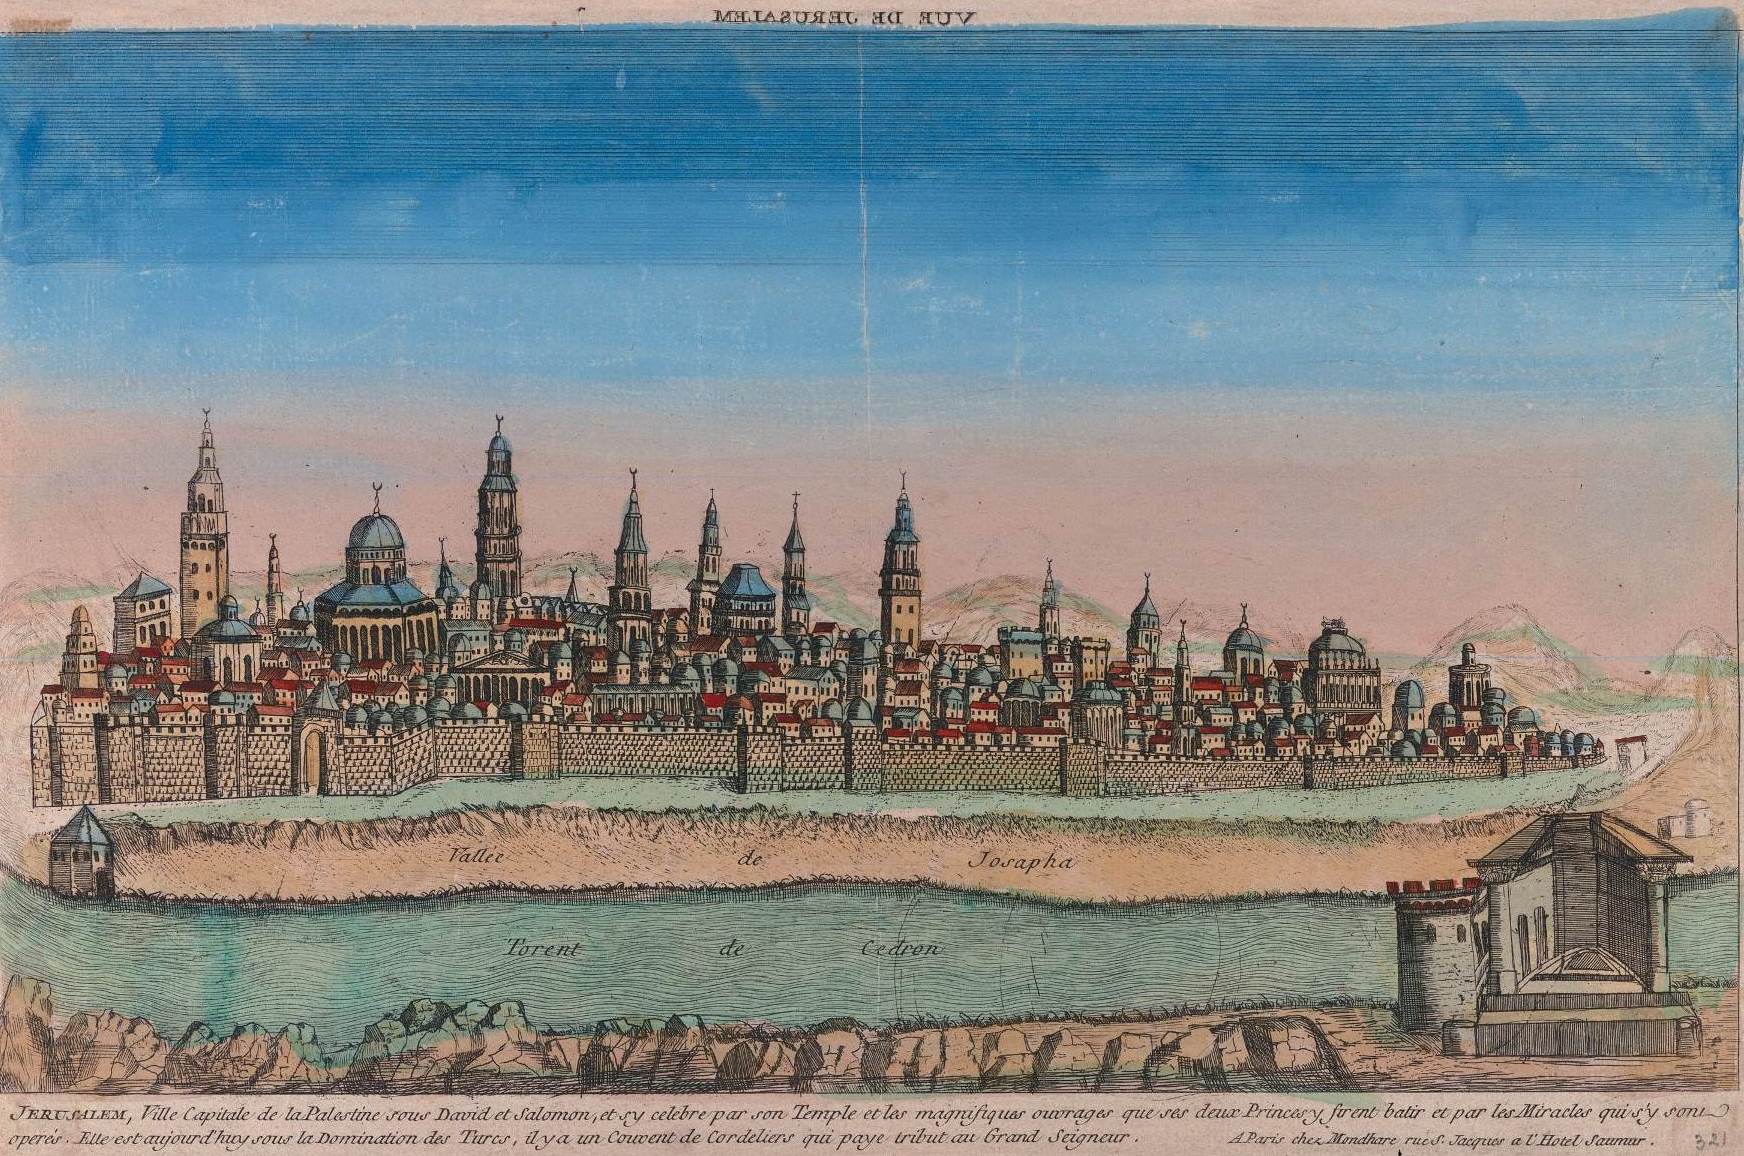 VUE DE JERUSALEM
Vallee de Josapha
Torent de Cedron
JERUSALEM, Ville Capitale de la Palestine sous David et Salomon, et sy celebre par son Temple et les magnifiques ouvrages que ses deux Princes y firent batir et par les Miracles qui s'y sont
operés. Elle est aujourd'huy sous la Domination des Turcs, il y a un Couvent de Cordeliers qui paye tribut au Grand Seigneur. A Paris chez Mondhare rue S. Jacques a l'Hotel Saumur.
321